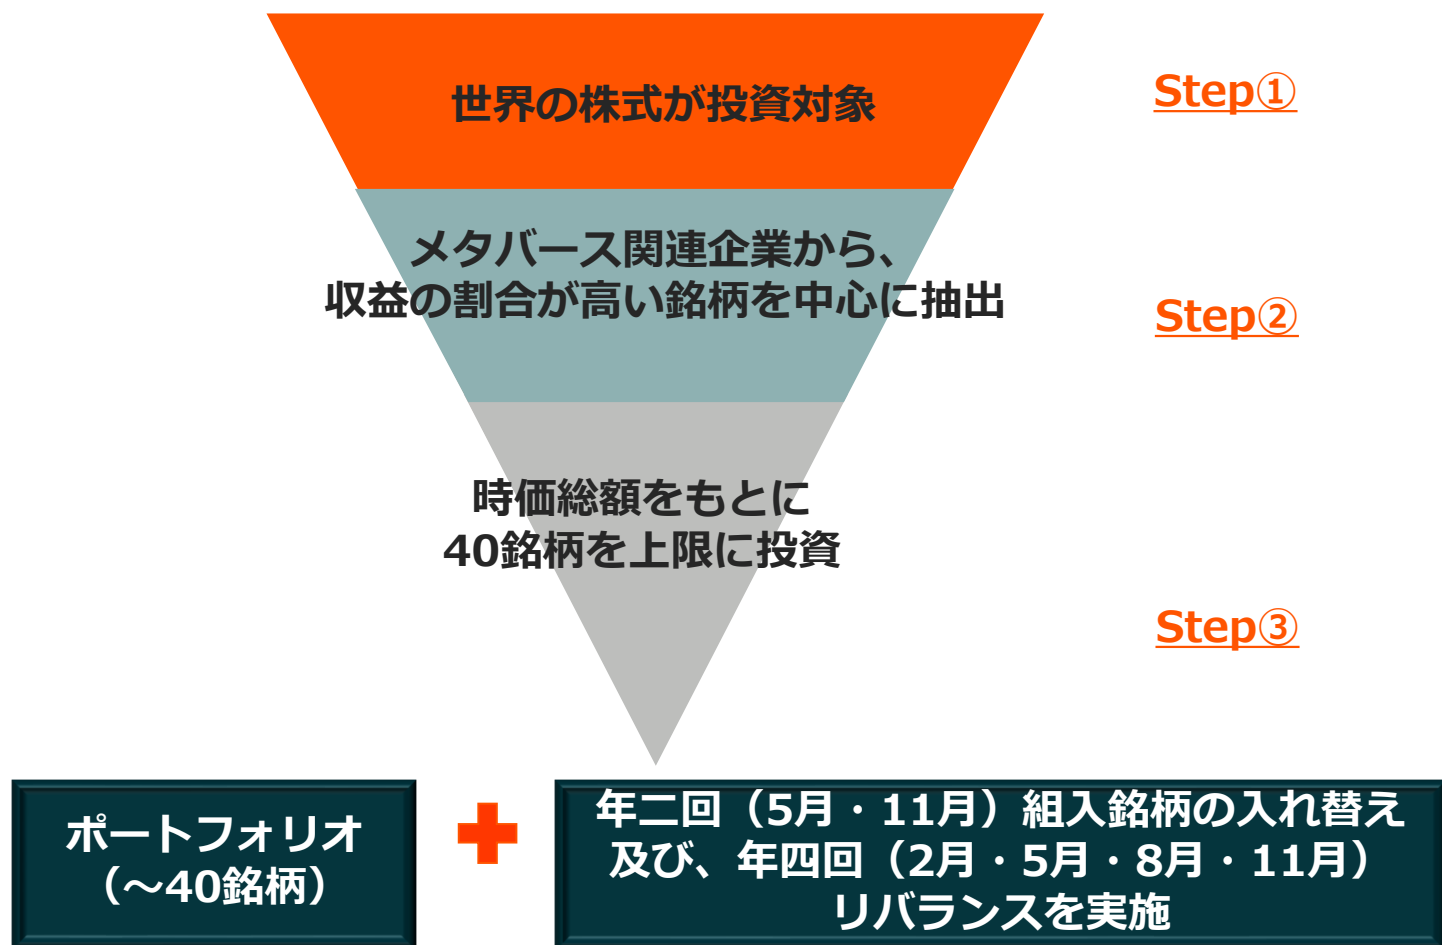 世界の株式が投資対象
Step①
メタバース関連企業から、
収益の割合が高い銘柄を中心に抽出
Step②
時価総額をもとに
40銘柄を上限に投資
Step③
ポートフォリオ
（～40銘柄）
年二回（5月・11月）組入銘柄の入れ替え
及び、年四回（2月・5月・8月・11月）
リバランスを実施